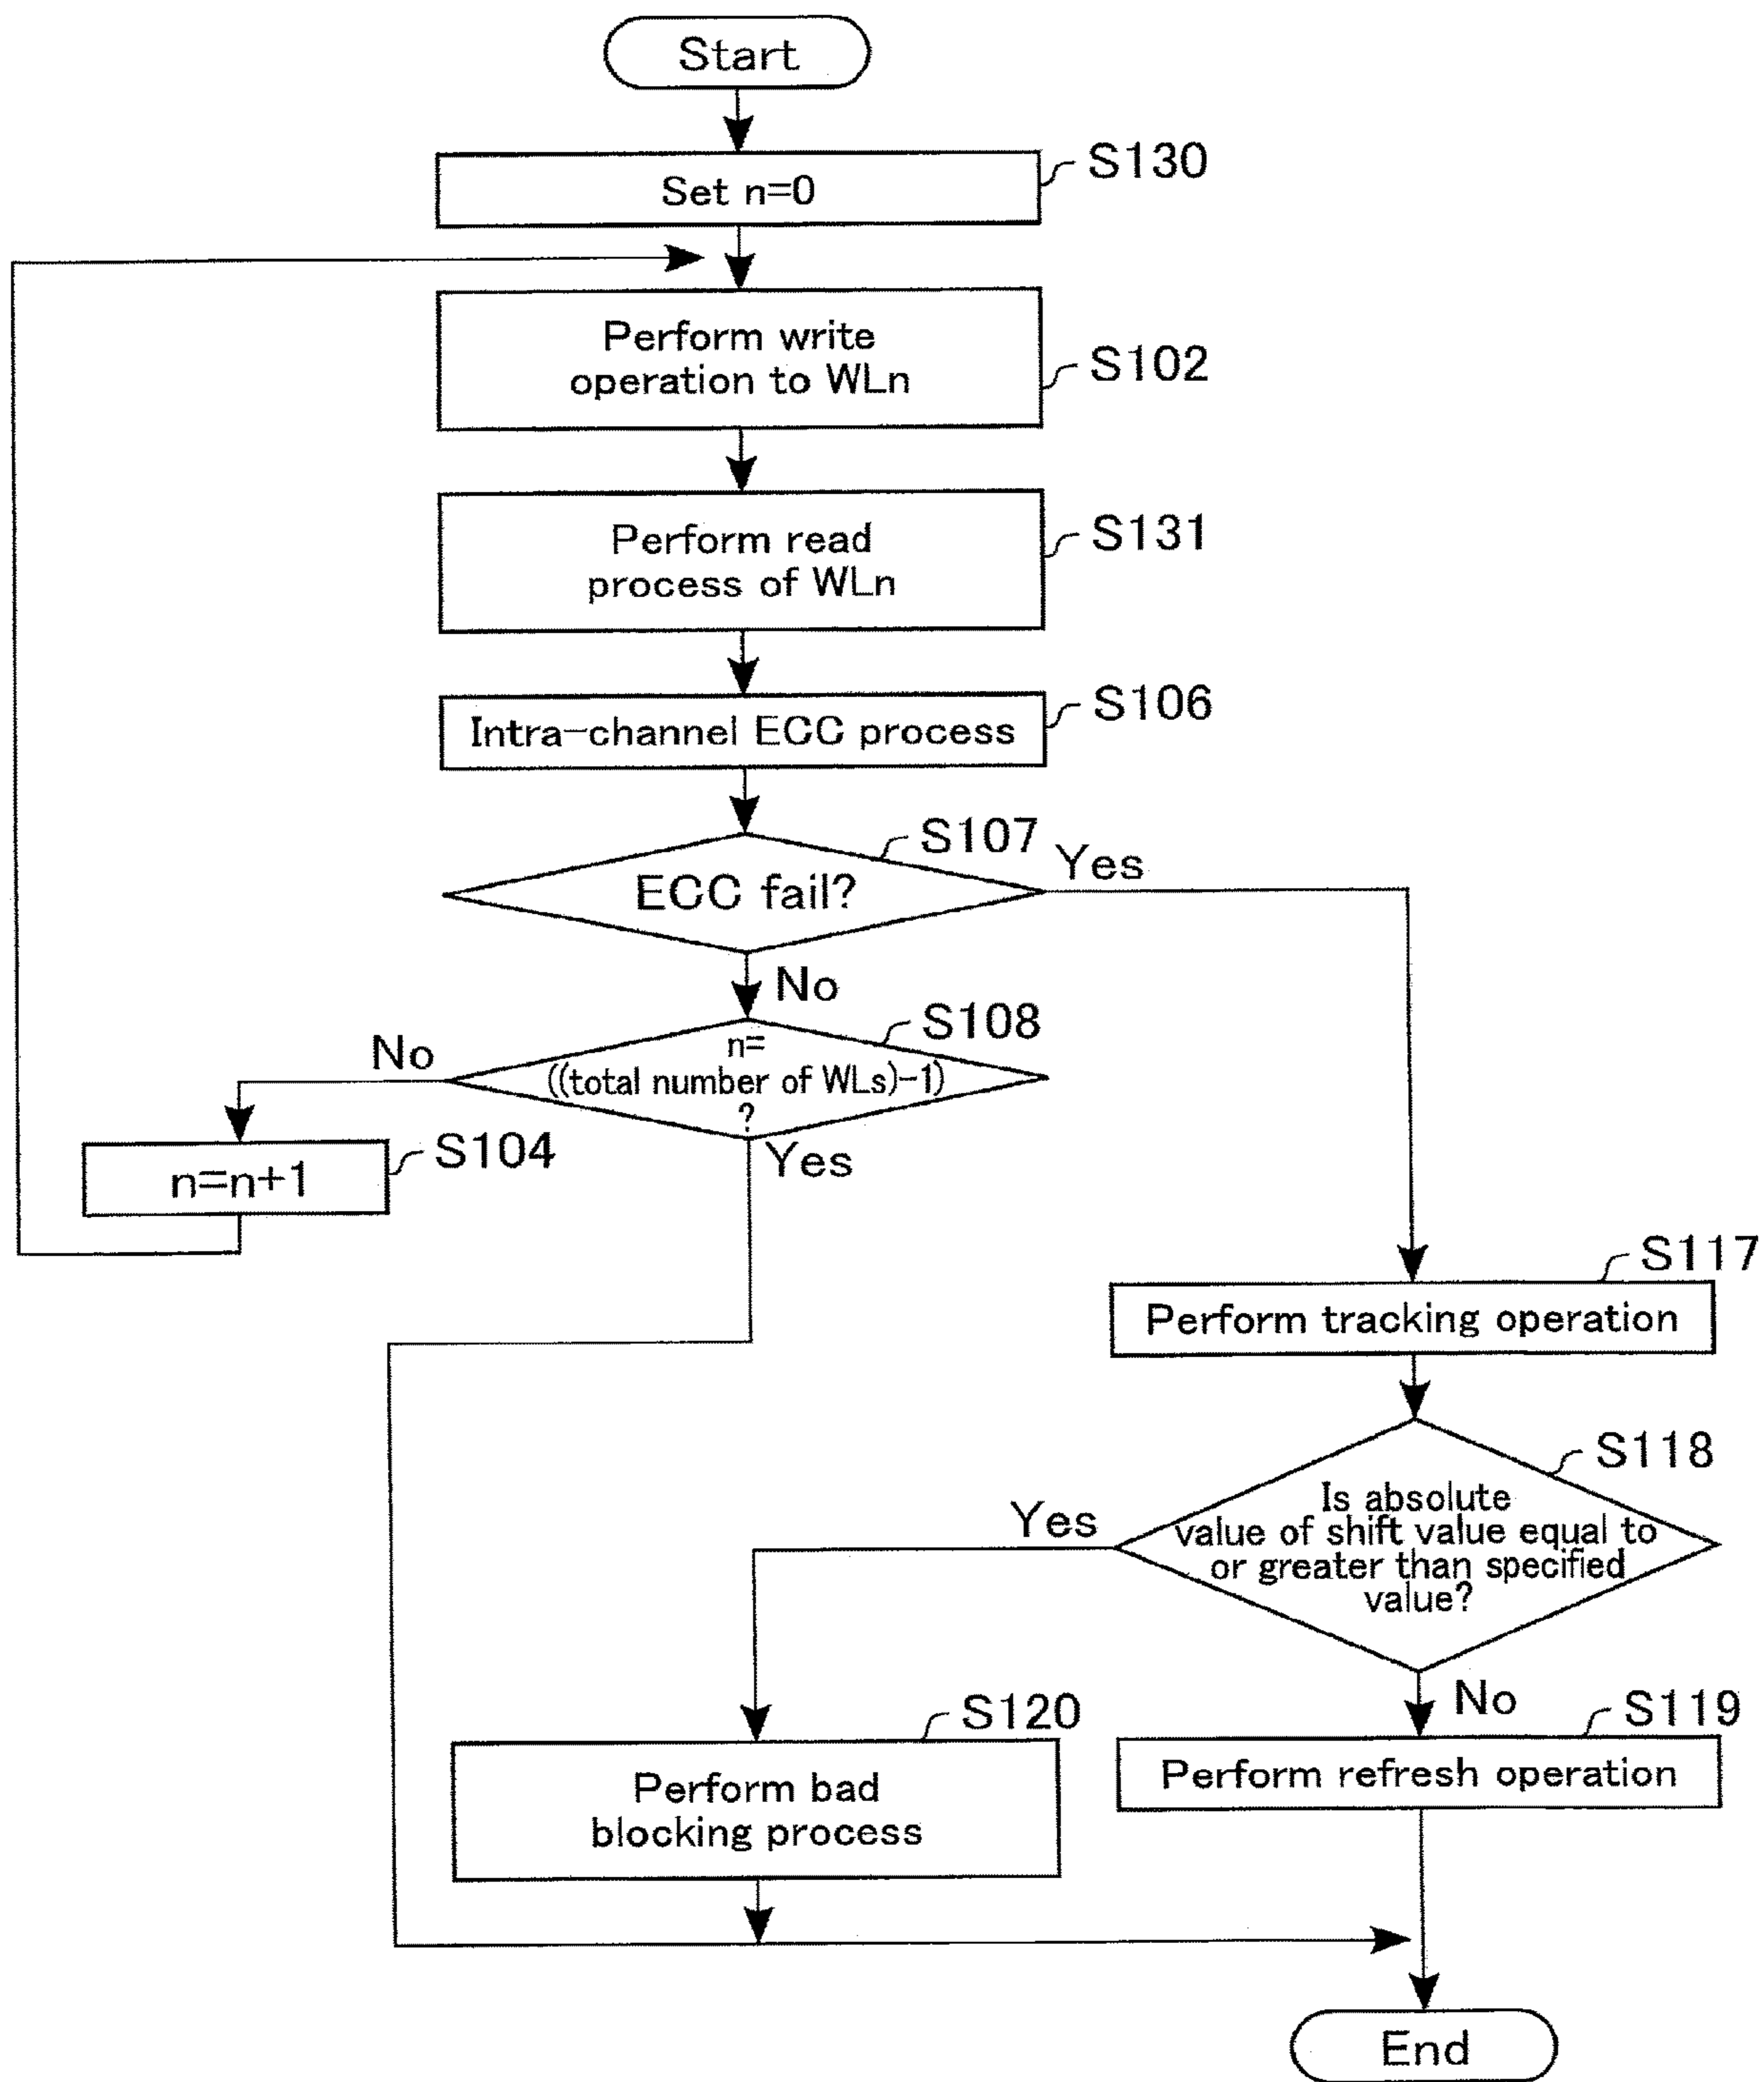 Start
S130
Set n=0
Perform write
operation to WLn
S102
Perform read
process of WLn
S131
S106
Intra-channel ECC process
S107
Yes
ECC fail?
No
S108
No
n=
((total number of WLs)-1)
?
S104
n=n+1
Yes
S117
Perform tracking operation
S118
Is absolute
value of shift value equal to
or greater than specified
value?
Yes
No
S120
S119
Perform bad
blocking process
Perform refresh operation
End